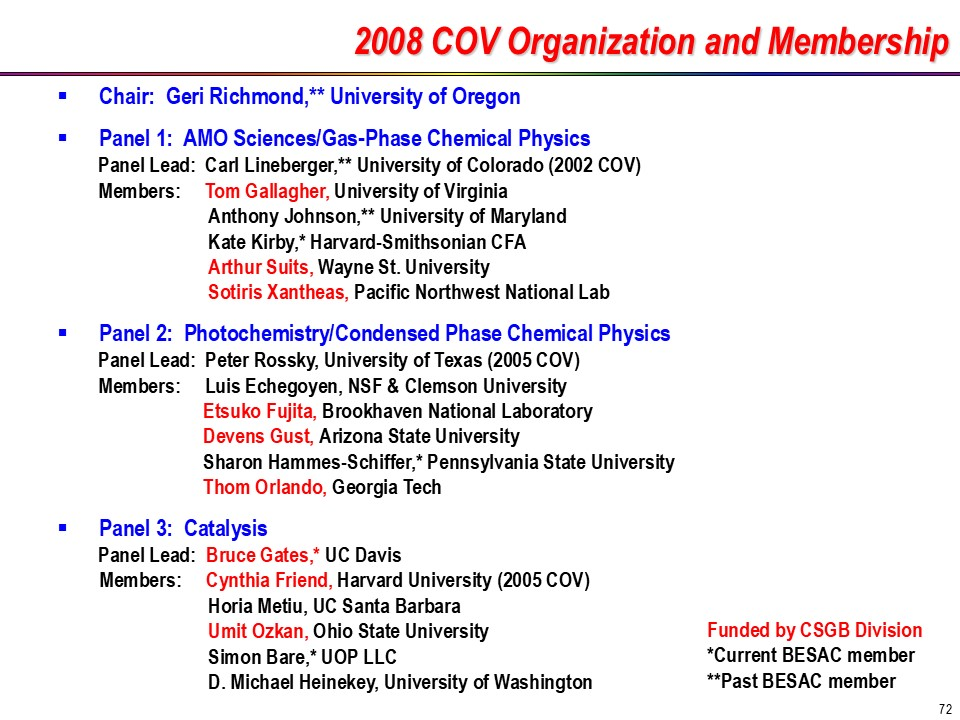 2008 COV Organization and Membership
▪ Chair: Geri Richmond,** University of Oregon
▪ Panel 1: AMO Sciences/Gas-Phase Chemical Physics
Panel Lead: Carl Lineberger,** University of Colorado (2002 COV)
Members: Tom Gallagher, University of Virginia
Anthony Johnson,** University of Maryland
Kate Kirby,* Harvard-Smithsonian CFA
Arthur Suits, Wayne St. University
Sotiris Xantheas, Pacific Northwest National Lab
▪ Panel 2: Photochemistry/Condensed Phase Chemical Physics
Panel Lead: Peter Rossky, University of Texas (2005 COV)
Members: Luis Echegoyen, NSF & Clemson University
Etsuko Fujita, Brookhaven National Laboratory
Devens Gust, Arizona State University
Sharon Hammes-Schiffer,* Pennsylvania State University
Thom Orlando, Georgia Tech
▪ Panel 3: Catalysis
Panel Lead: Bruce Gates,* UC Davis
Members: Cynthia Friend, Harvard University (2005 COV)
Horia Metiu, UC Santa Barbara
Umit Ozkan, Ohio State University
Simon Bare,* UOP LLC
D. Michael Heinekey, University of Washington
Funded by CSGB Division
*Current BESAC member
**Past BESAC member
72